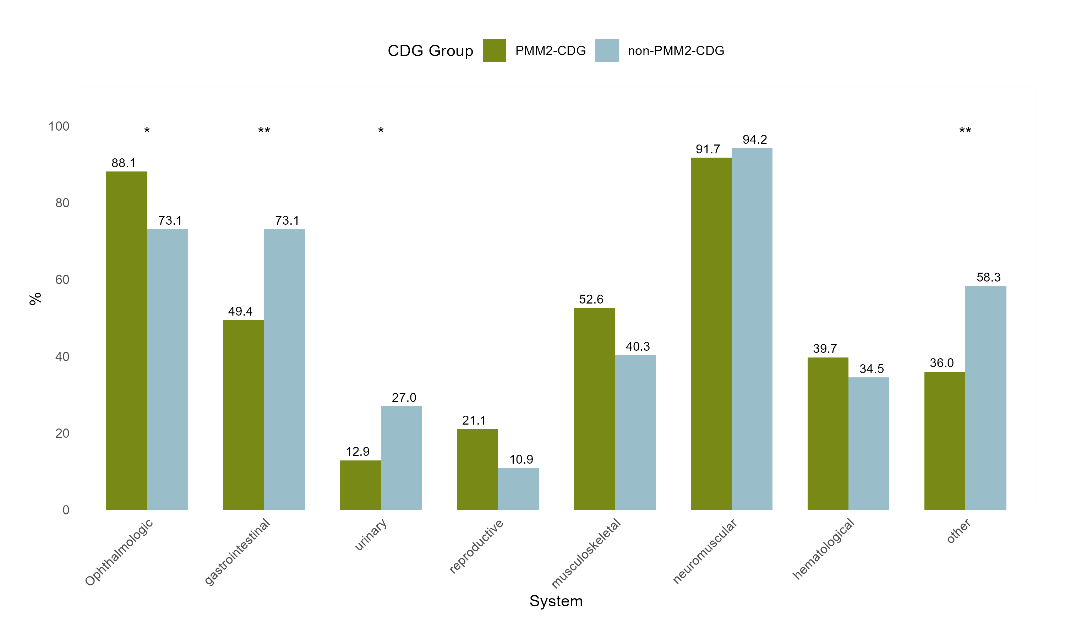 CDG Group PMM2-CDG non-PMM2-CDG
* ** * **
100
80
60
40
20
0
%
88.1 73.1
49.4 73.1
12.9 27.0
21.1 10.9
52.6 40.3
91.7 94.2
39.7 34.5
36.0 58.3
Ophthalmologic
gastrointestinal
urinary
reproductive
musculoskeletal
neuromuscular
hematological
other
System